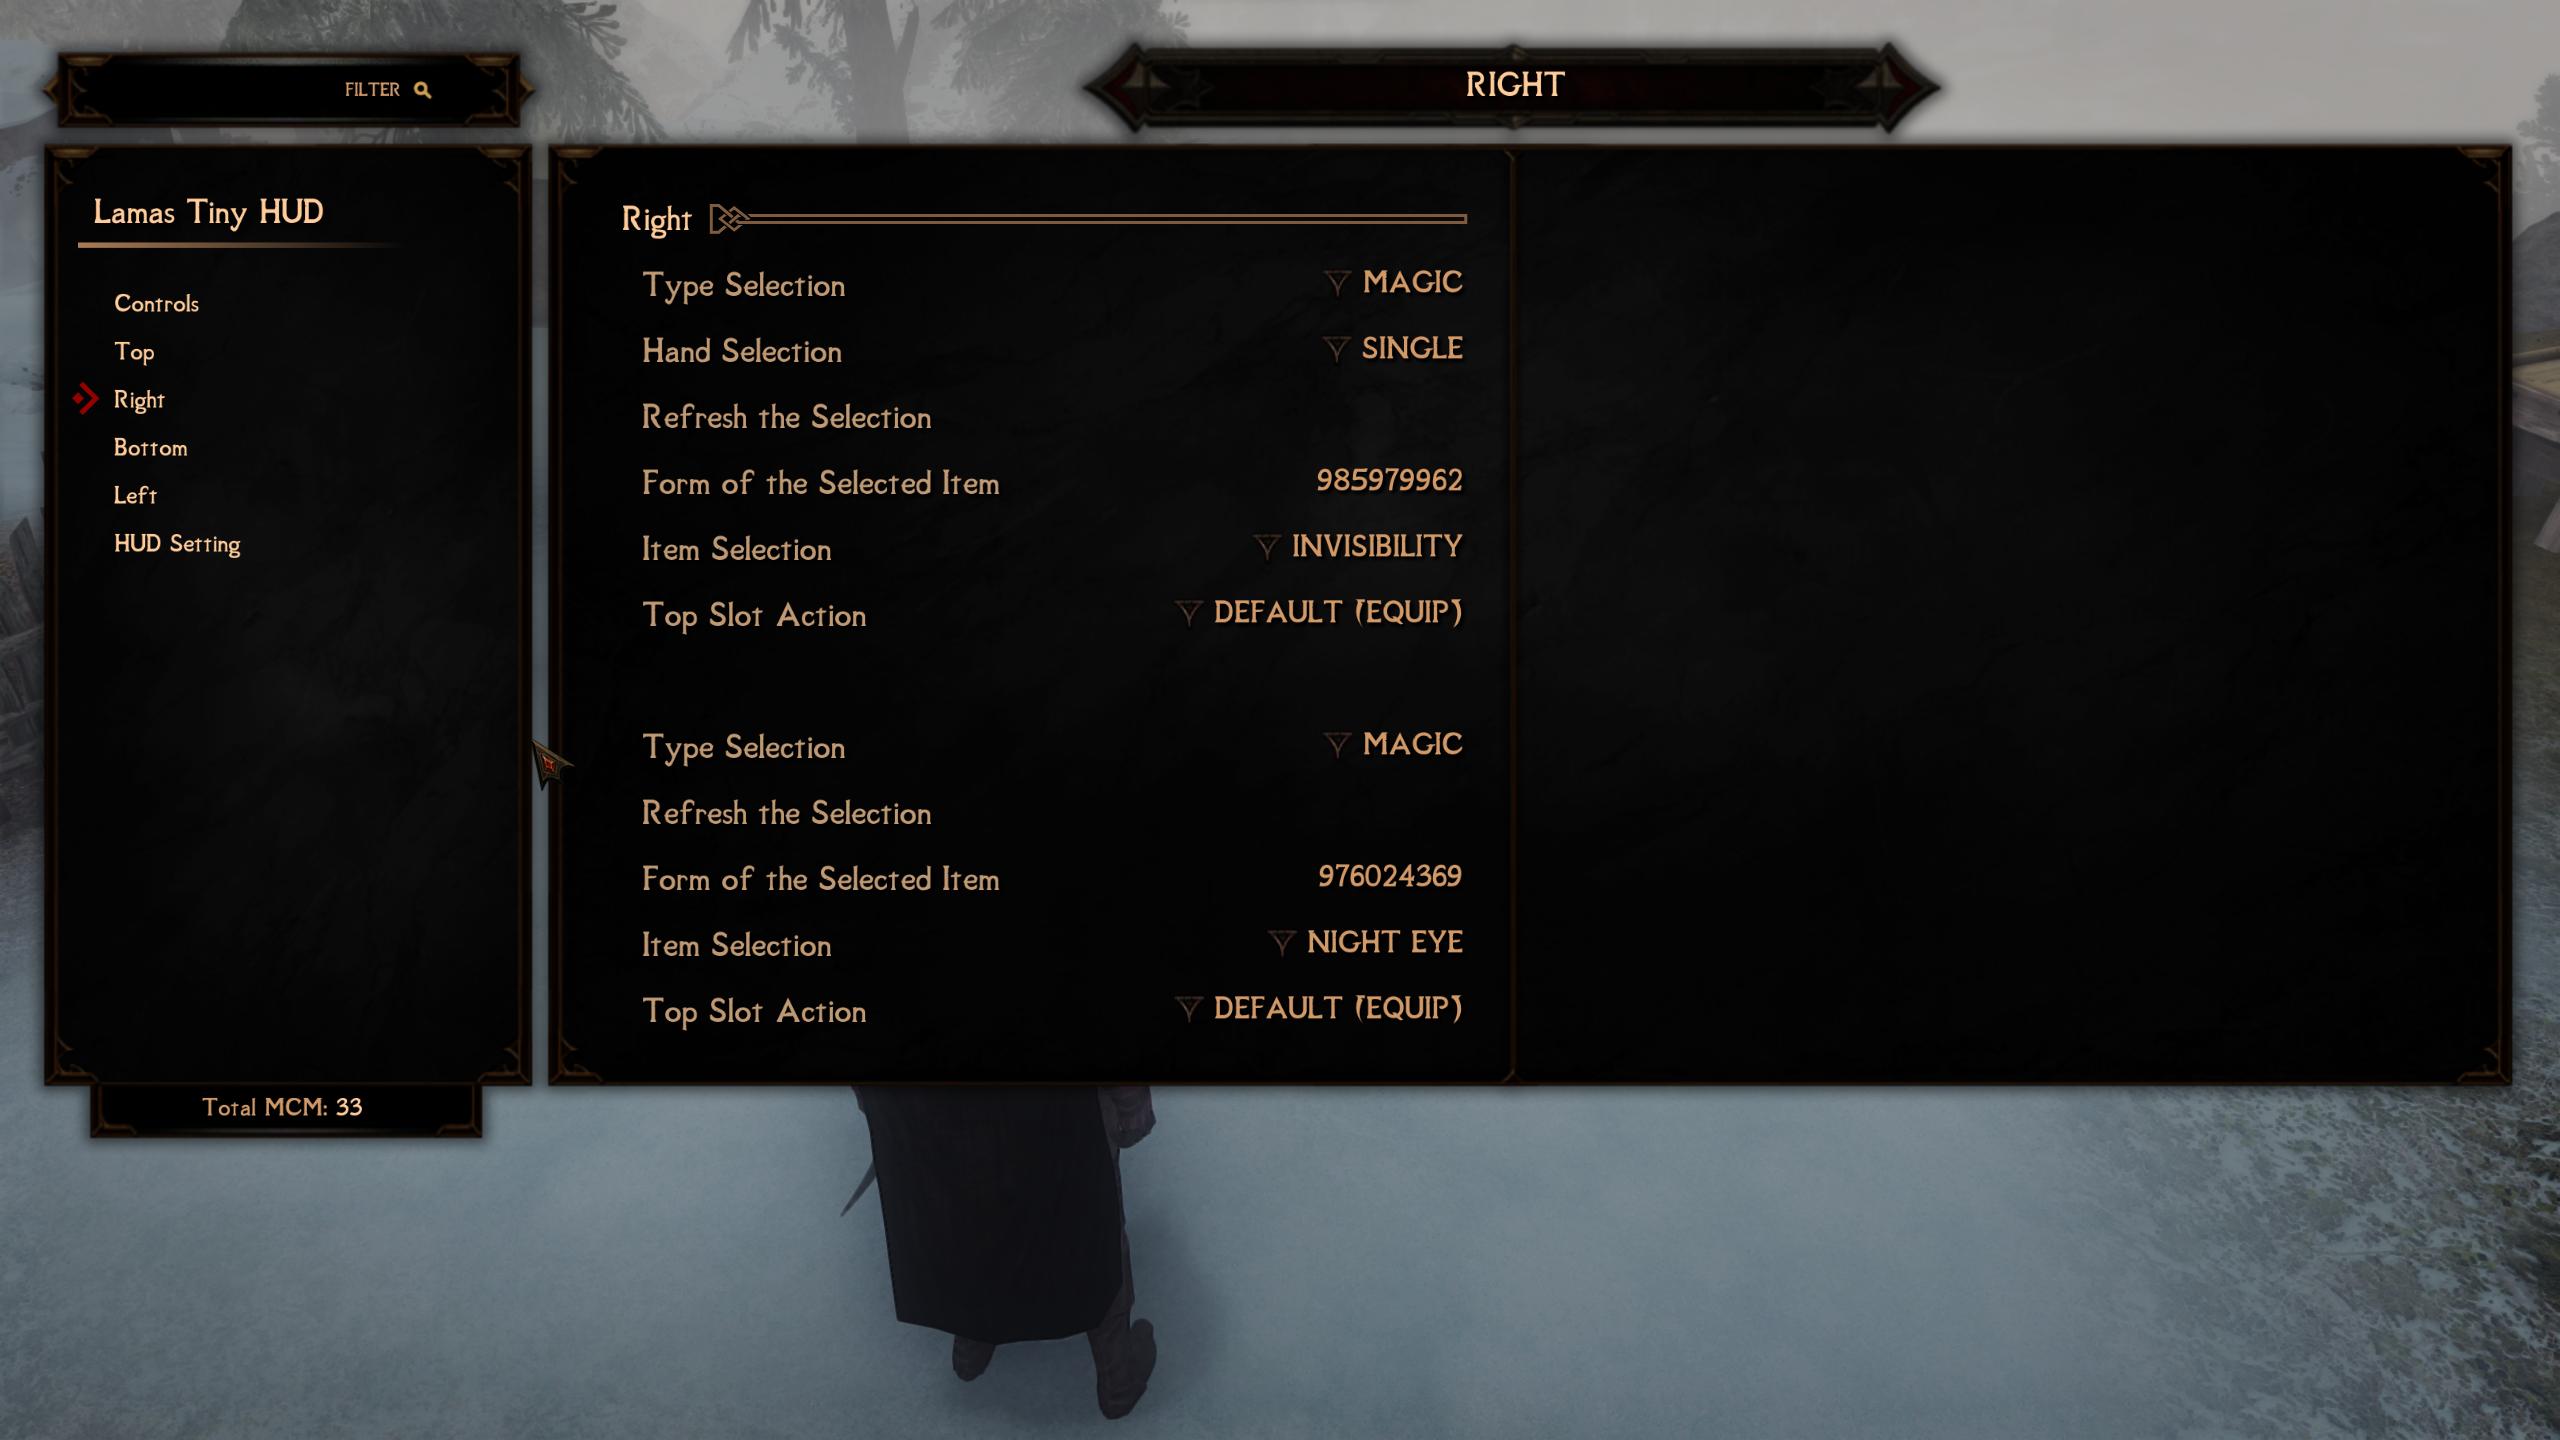 FILTER
RIGHT
Lamas Tiny HUD
Controls
Top
Right
Bottom
Left
HUD Setting
Total MCM: 33
Right
Type Selection MAGIC
Hand Selection SINGLE
Refresh the Selection
Form of the Selected Item 985979962
Item Selection INVISIBILITY
Top Slot Action DEFAULT (EQUIP)
Type Selection MAGIC
Refresh the Selection
Form of the Selected Item 976024369
Item Selection NIGHT EYE
Top Slot Action DEFAULT (EQUIP)